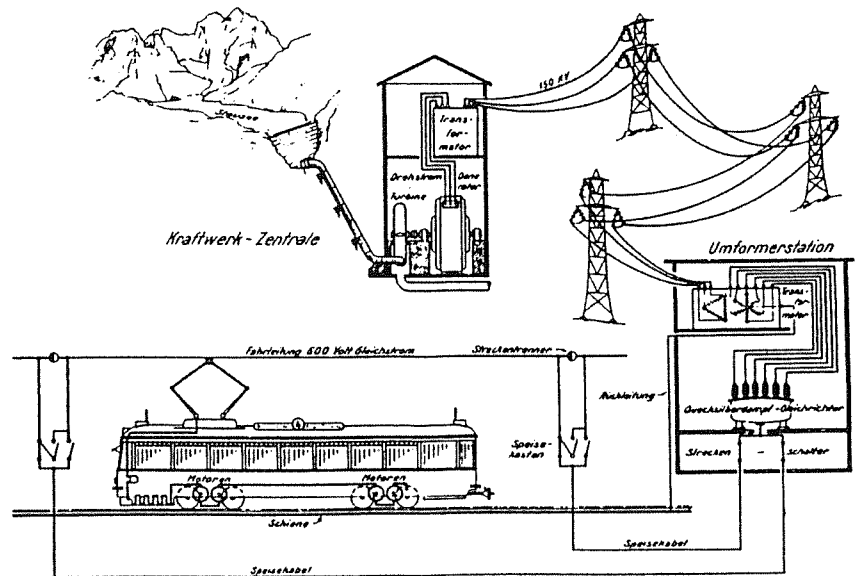 150 KV
Trans-
for-
mator
Stausee
Drehstrom
Gene
rator
Turbine
Kraftwerk-Zentrale
Umformerstation
Trans-
for
mator
Fahrleitung 600 Volt Gleichstrom
Streckentrenner
Rückleitung
Quecksilberdampf-Gleichrichter
Speise-
kasten
Strecken - schalter
Motoren
Motoren
Schiene
Speisekabel
Speisekabel